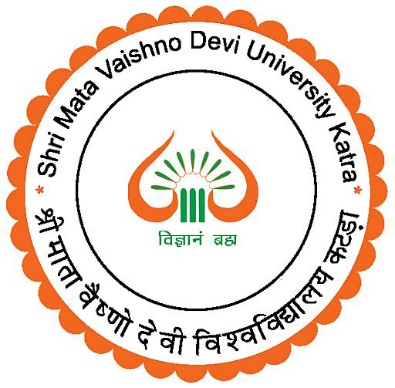 * Shri Mata Vaishno Devi University Katra *
विज्ञानं ब्रह्म
श्री माता वैष्णो देवी विश्वविद्यालय कटड़ा